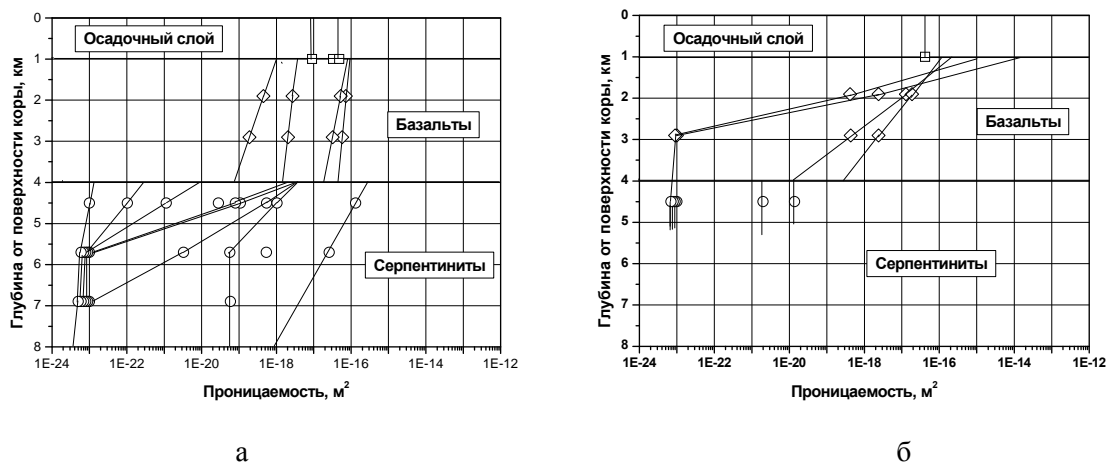 Осадочный слой
Базальты
Серпентиниты
Глубина от поверхности коры, км
0
1
2
3
4
5
6
7
8
1E-24
1E-22
1E-20
1E-18
1E-16
1E-14
1E-12
Проницаемость, м²
а
Осадочный слой
Базальты
Серпентиниты
Глубина от поверхности коры, км
0
1
2
3
4
5
6
7
8
1E-24
1E-22
1E-20
1E-18
1E-16
1E-14
1E-12
Проницаемость, м²
б